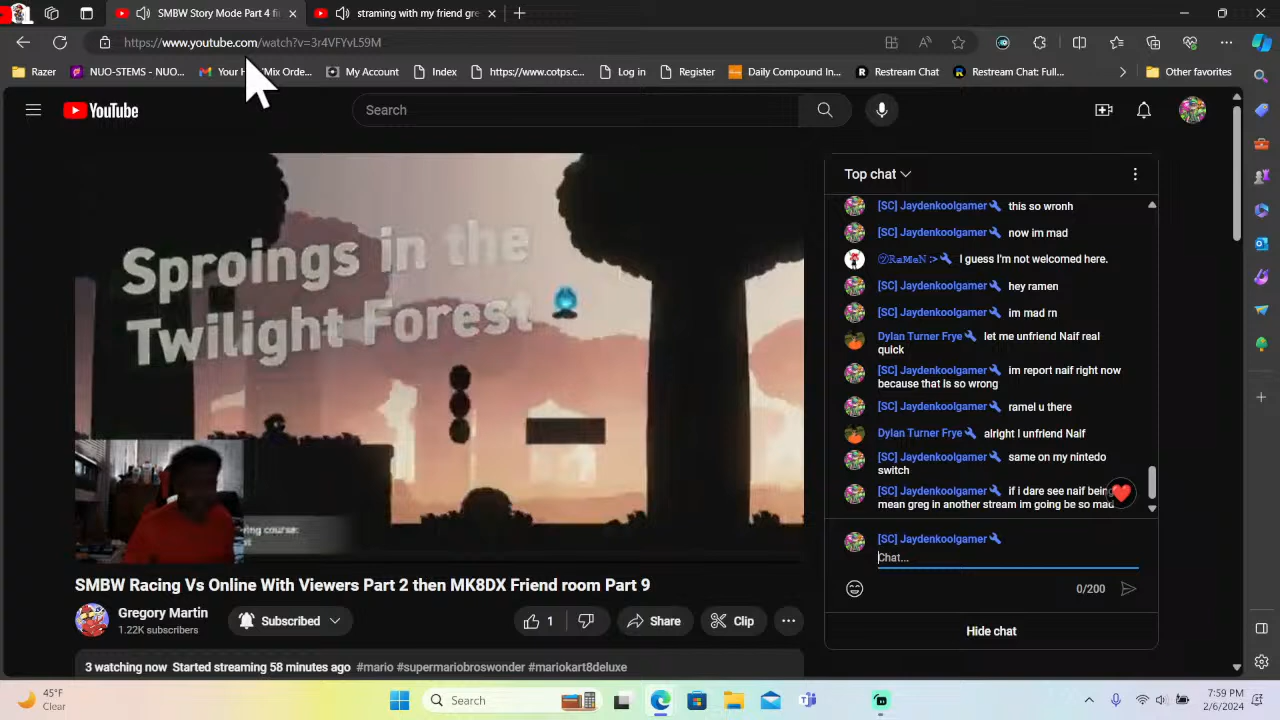 SMBW Story Mode Part 4 fi
straming with my friend gre
https://www.youtube.com/watch?v=3r4VFYvL59M
Razer
NUO-STEMS - NUO...
Your H
Mix Orde...
My Account
Index
https://www.cotps....
Log in
Register
Daily Compound In...
Restream Chat
Restream Chat: Full...
Other favorites
YouTube
Search
Top chat
Sproings in the
Twilight Forest
[SC] Jaydenkoolgamer this so wronh
[SC] Jaydenkoolgamer now im mad
ツRaMeN :> I guess I'm not welcomed here.
[SC] Jaydenkoolgamer hey ramen
[SC] Jaydenkoolgamer im mad rn
Dylan Turner Frye let me unfriend Naif real
quick
[SC] Jaydenkoolgamer im report naif right now
because that is so wrong
[SC] Jaydenkoolgamer ramel u there
Dylan Turner Frye alright I unfriend Naif
[SC] Jaydenkoolgamer same on my nintedo
switch
[SC] Jaydenkoolgamer if i dare see naif being
mean greg in another stream im going be so mad
[SC] Jaydenkoolgamer
Chat...
0/200
Hide chat
course:
SMBW Racing Vs Online With Viewers Part 2 then MK8DX Friend room Part 9
Gregory Martin
1.22K subscribers
Subscribed
1
Share
Clip
3 watching now Started streaming 58 minutes ago #mario #supermariobroswonder #mariokart8deluxe
45°F
Clear
Search
7:59 PM
2/6/2024